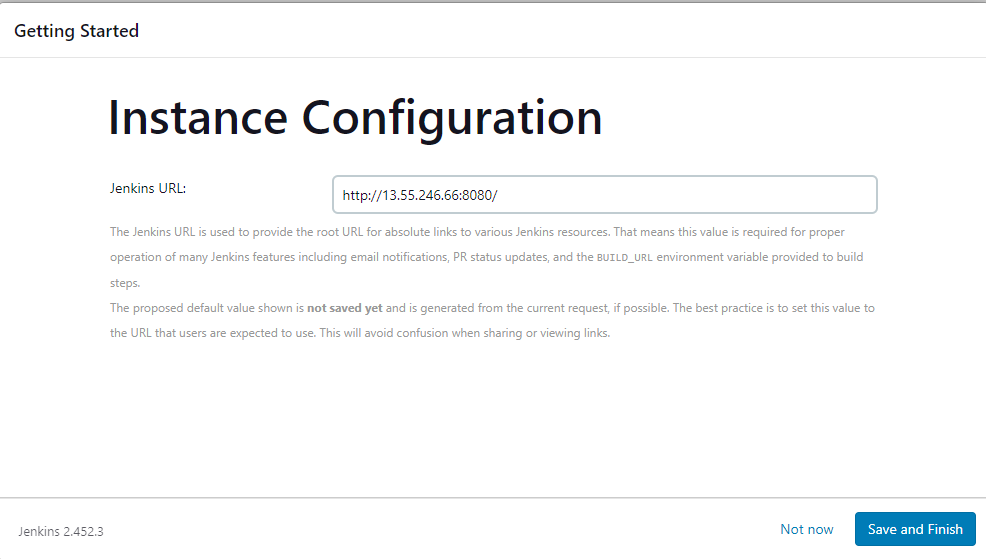 Getting Started
Instance Configuration
Jenkins URL:
http://13.55.246.66:8080/
The Jenkins URL is used to provide the root URL for absolute links to various Jenkins resources. That means this value is required for proper
operation of many Jenkins features including email notifications, PR status updates, and the BUILD_URL environment variable provided to build
steps.
The proposed default value shown is not saved yet and is generated from the current request, if possible. The best practice is to set this value to
the URL that users are expected to use. This will avoid confusion when sharing or viewing links.
Jenkins 2.452.3
Not now
Save and Finish